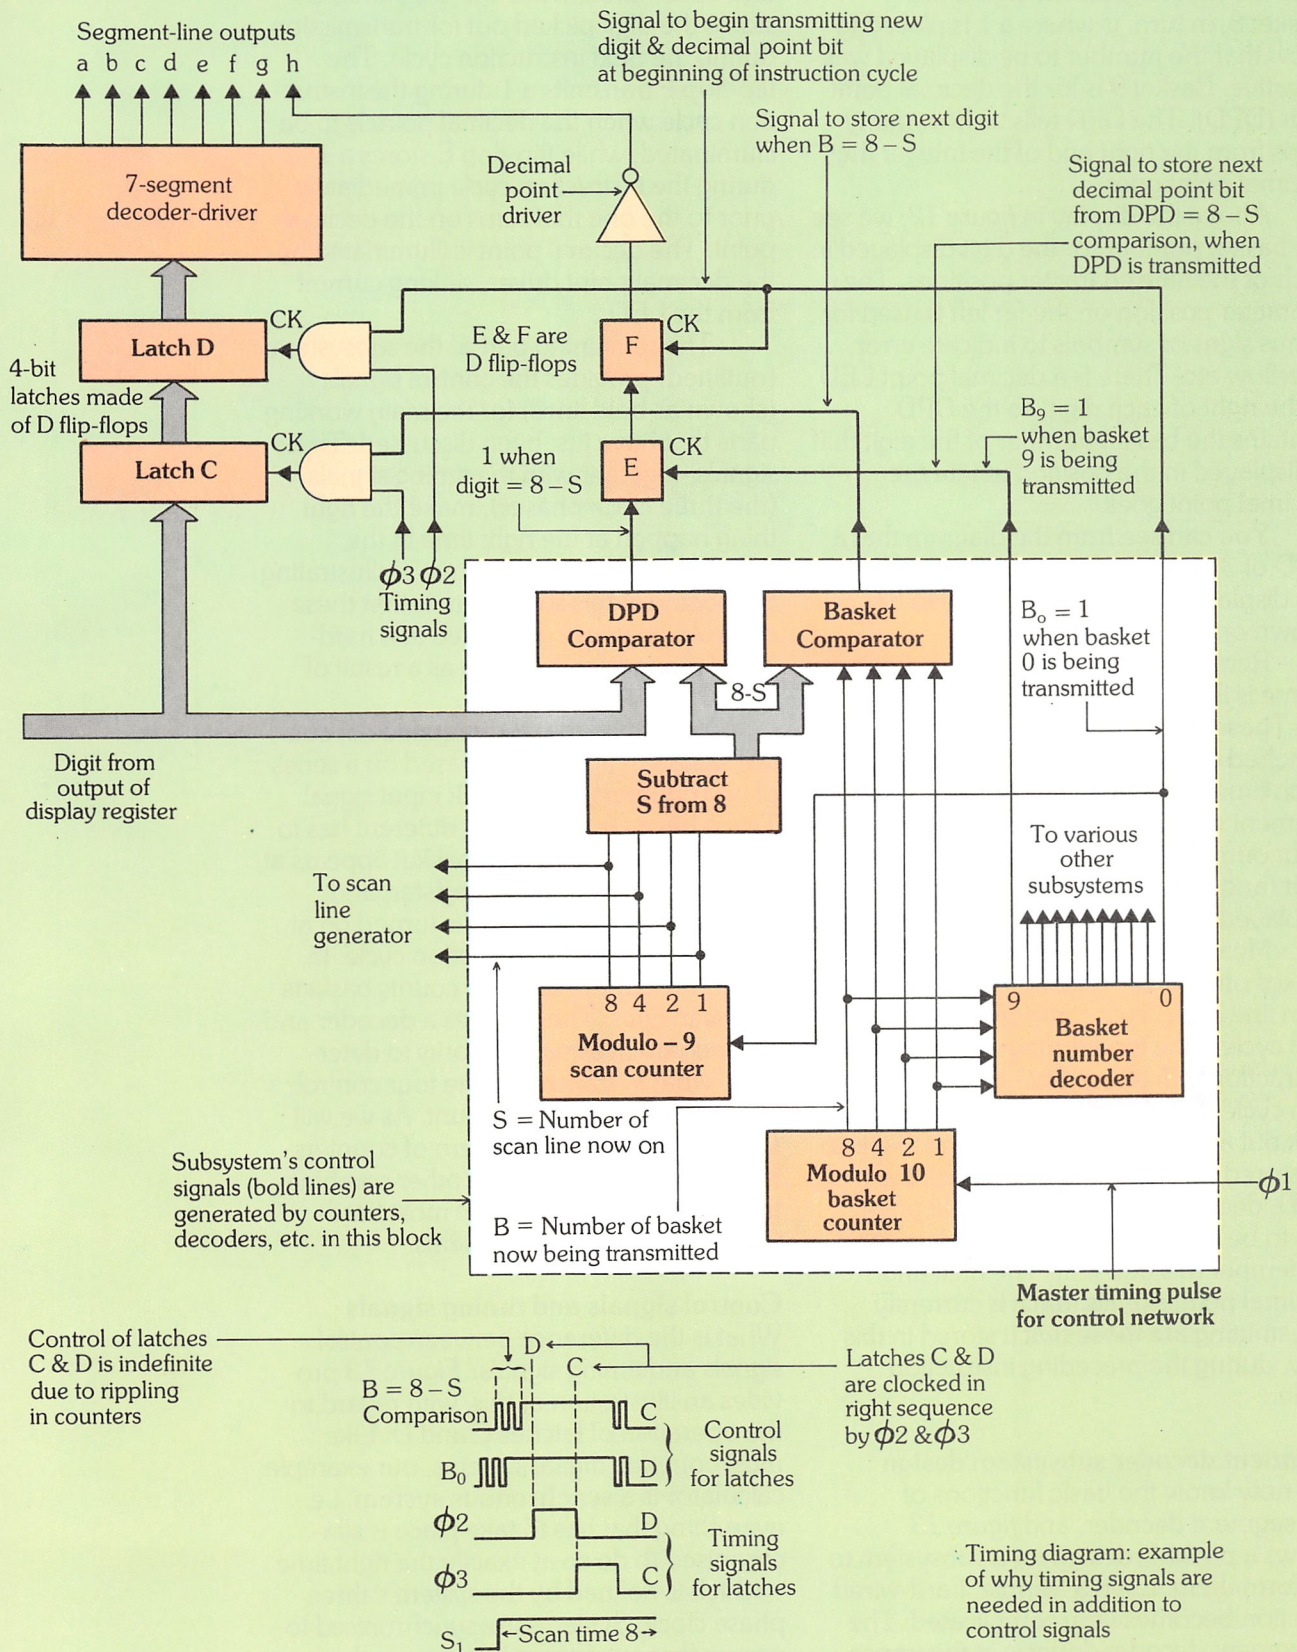 Segment-line outputs
a b c d e f g h
Signal to begin transmitting new
digit & decimal point bit
at beginning of instruction cycle
Signal to store next digit
when B = 8 – S
Signal to store next
decimal point bit
from DPD = 8 – S
comparison, when
DPD is transmitted
Decimal
point
driver
7-segment
decoder-driver
CK
Latch D
E & F are
D flip-flops
F
CK
4-bit
latches made
of D flip-flops
CK
Latch C
1 when
digit = 8 – S
E
CK
B9 = 1
when basket
9 is being
transmitted
ϕ3 ϕ2
Timing
signals
DPD
Comparator
Basket
Comparator
B0 = 1
when basket
0 is being
transmitted
8-S
Digit from
output of
display register
Subtract
S from 8
To various
other
subsystems
To scan
line
generator
8 4 2 1
Modulo – 9
scan counter
9 0
Basket
number
decoder
S = Number of
scan line now on
8 4 2 1
Modulo 10
basket
counter
ϕ1
Subsystem's control
signals (bold lines) are
generated by counters,
decoders, etc. in this block
B = Number of basket
now being transmitted
Master timing pulse
for control network
Control of latches
C & D is indefinite
due to rippling
in counters
D
C
Latches C & D
are clocked in
right sequence
by ϕ2 & ϕ3
B = 8 – S
Comparison
C
Control
signals
for latches
B0
D
ϕ2
D
Timing
signals
for latches
ϕ3
C
Timing diagram: example
of why timing signals are
needed in addition to
control signals
S1
Scan time 8